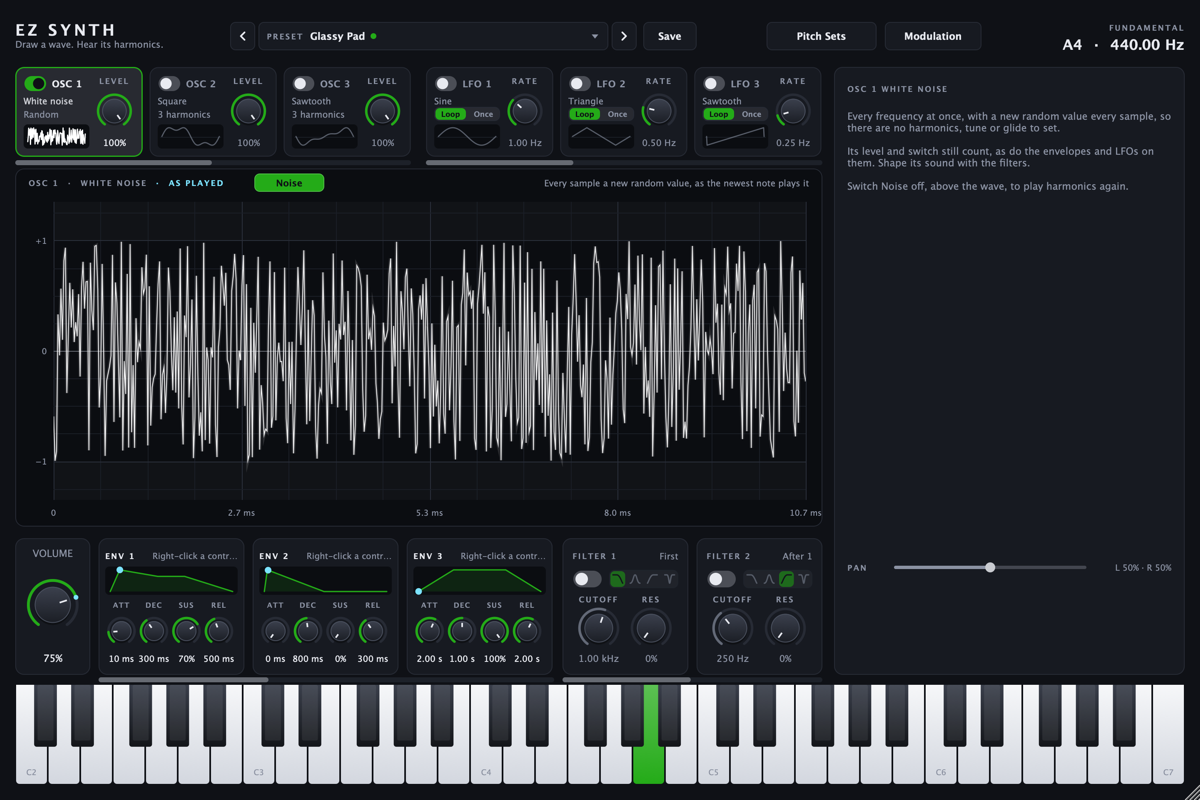 EZ SYNTH
Draw a wave. Hear its harmonics.
PRESET Glassy Pad
Save
Pitch Sets
Modulation
FUNDAMENTAL
A4 · 440.00 Hz
OSC 1 LEVEL
White noise
Random
100%
OSC 2 LEVEL
Square
3 harmonics
100%
OSC 3 LEVEL
Sawtooth
3 harmonics
100%
LFO 1 RATE
Sine
Loop Once
1.00 Hz
LFO 2 RATE
Triangle
Loop Once
0.50 Hz
LFO 3 RATE
Sawtooth
Loop Once
0.25 Hz
OSC 1 · WHITE NOISE · AS PLAYED
Noise
Every sample a new random value, as the newest note plays it
+1
0
−1
0 2.7 ms 5.3 ms 8.0 ms 10.7 ms
OSC 1 WHITE NOISE
Every frequency at once, with a new random value every sample, so
there are no harmonics, tune or glide to set.
Its level and switch still count, as do the envelopes and LFOs on
them. Shape its sound with the filters.
Switch Noise off, above the wave, to play harmonics again.
PAN L 50% · R 50%
VOLUME
75%
ENV 1 Right-click a contr...
ATT DEC SUS REL
10 ms 300 ms 70% 500 ms
ENV 2 Right-click a contr...
ATT DEC SUS REL
0 ms 800 ms 0% 300 ms
ENV 3 Right-click a contr...
ATT DEC SUS REL
2.00 s 1.00 s 100% 2.00 s
FILTER 1 First
CUTOFF RES
1.00 kHz 0%
FILTER 2 After 1
CUTOFF RES
250 Hz 0%
C2 C3 C4 C5 C6 C7